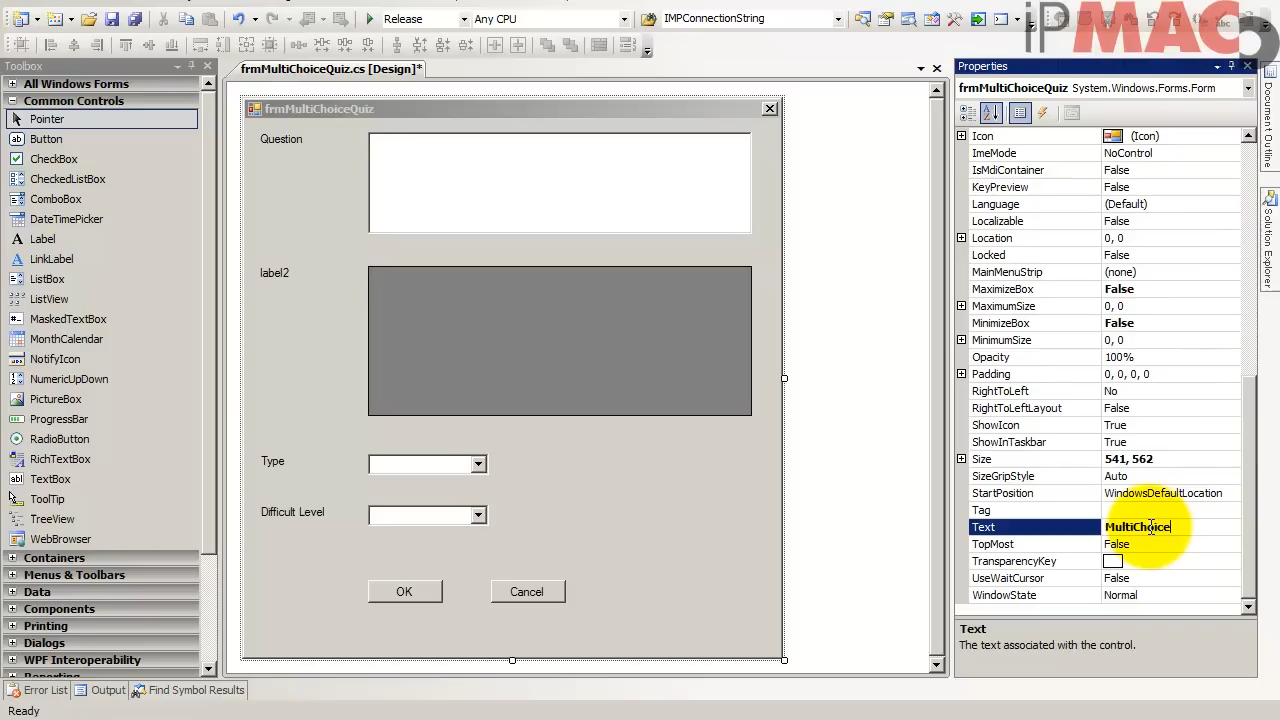 Release
Any CPU
IMPConnectionString
iPMAC
Toolbox
frmMultiChoiceQuiz.cs [Design]*
Properties
All Windows Forms
Common Controls
Pointer
Button
CheckBox
CheckedListBox
ComboBox
DateTimePicker
Label
LinkLabel
ListBox
ListView
MaskedTextBox
MonthCalendar
NotifyIcon
NumericUpDown
PictureBox
ProgressBar
RadioButton
RichTextBox
TextBox
ToolTip
TreeView
WebBrowser
Containers
Menus & Toolbars
Data
Components
Printing
Dialogs
WPF Interoperability
Reporting
frmMultiChoiceQuiz
Question
label2
Type
Difficult Level
OK
Cancel
frmMultiChoiceQuiz System.Windows.Forms.Form
Icon (Icon)
ImeMode NoControl
IsMdiContainer False
KeyPreview False
Language (Default)
Localizable False
Location 0, 0
Locked False
MainMenuStrip (none)
MaximizeBox False
MaximumSize 0, 0
MinimizeBox False
MinimumSize 0, 0
Opacity 100%
Padding 0, 0, 0, 0
RightToLeft No
RightToLeftLayout False
ShowIcon True
ShowInTaskbar True
Size 541, 562
SizeGripStyle Auto
StartPosition WindowsDefaultLocation
Tag
Text MultiChoice
TopMost False
TransparencyKey
UseWaitCursor False
WindowState Normal
Text
The text associated with the control.
Document Outline
Solution Explorer
Error List
Output
Find Symbol Results
Ready